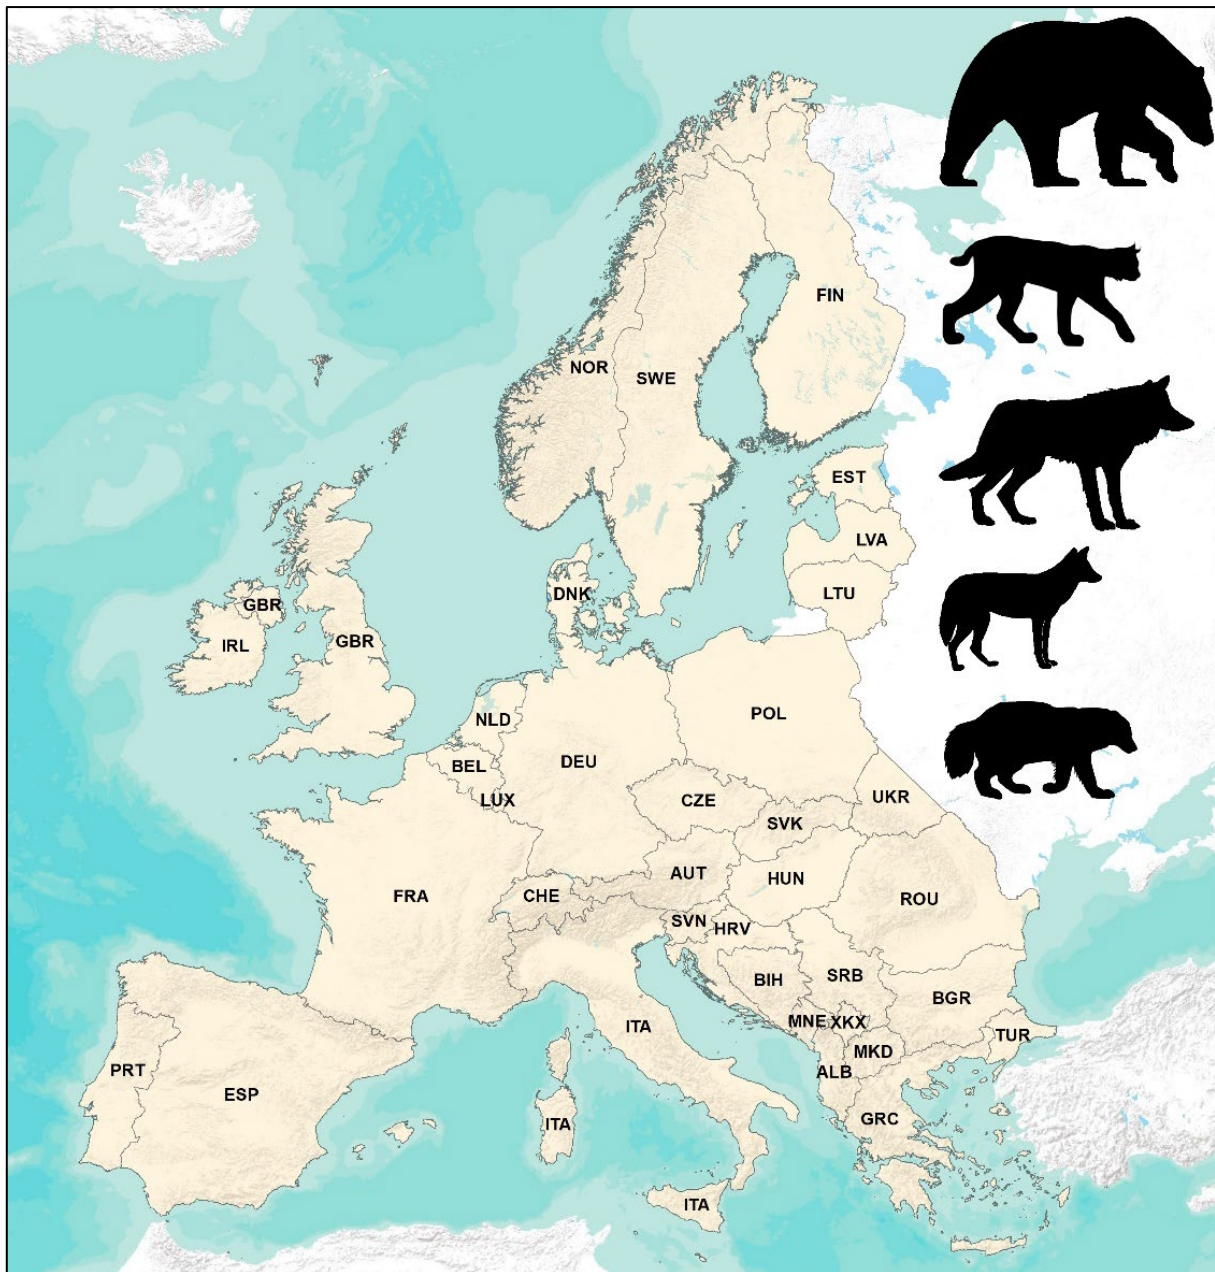 FIN
NOR
SWE
EST
LVA
LTU
DNK
GBR
IRL
GBR
NLD
POL
BEL
DEU
LUX
CZE
UKR
SVK
AUT
HUN
CHE
FRA
ROU
SVN
HRV
BIH
SRB
BGR
MNE
XKX
ITA
TUR
MKD
PRT
ALB
ESP
ITA
GRC
ITA